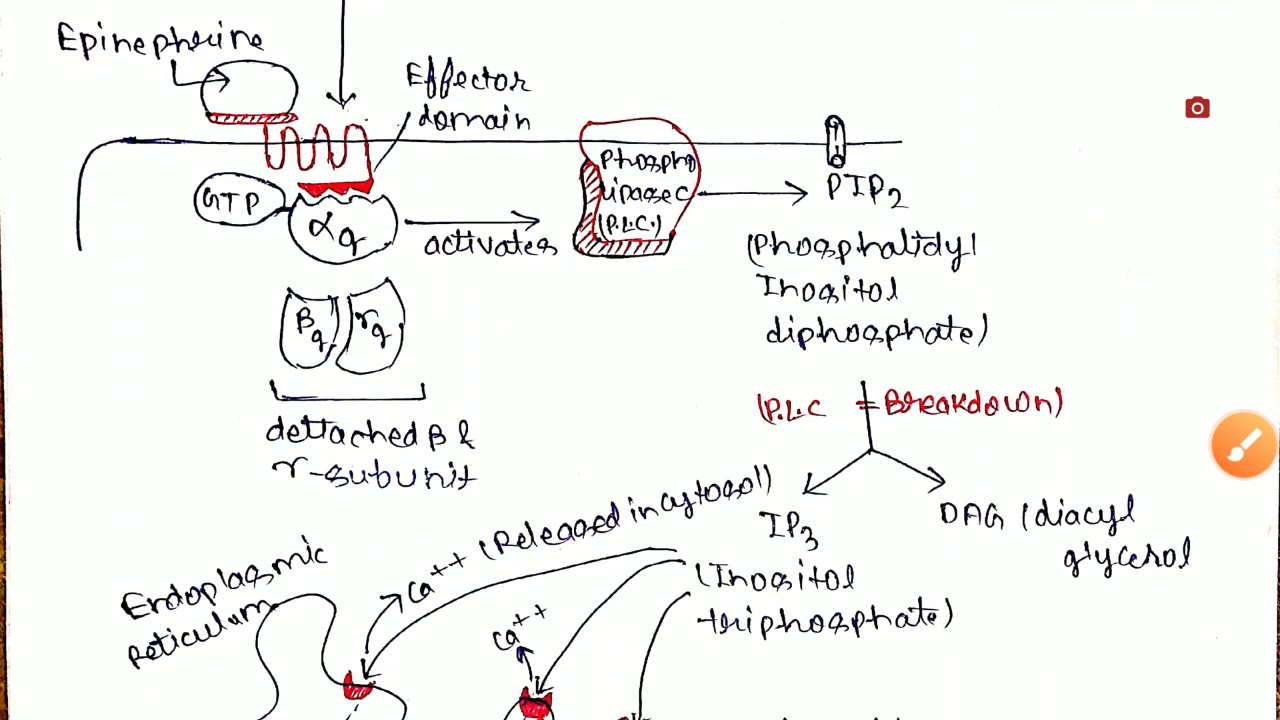 Epinepherine
Effector
domain
GTP
αq
activates
Phospho
lipase C
(P.L.C.)
PIP2
(Phosphatidyl
Inositol
diphosphate)
βq
γq
dettached β &
γ-subunit
(P.L.C Breakdown)
IP3
(Inositol
triphosphate)
DAG (diacyl
glycerol
Ca++ (Released in cytosol)
Ca++
Endoplasmic
reticulum